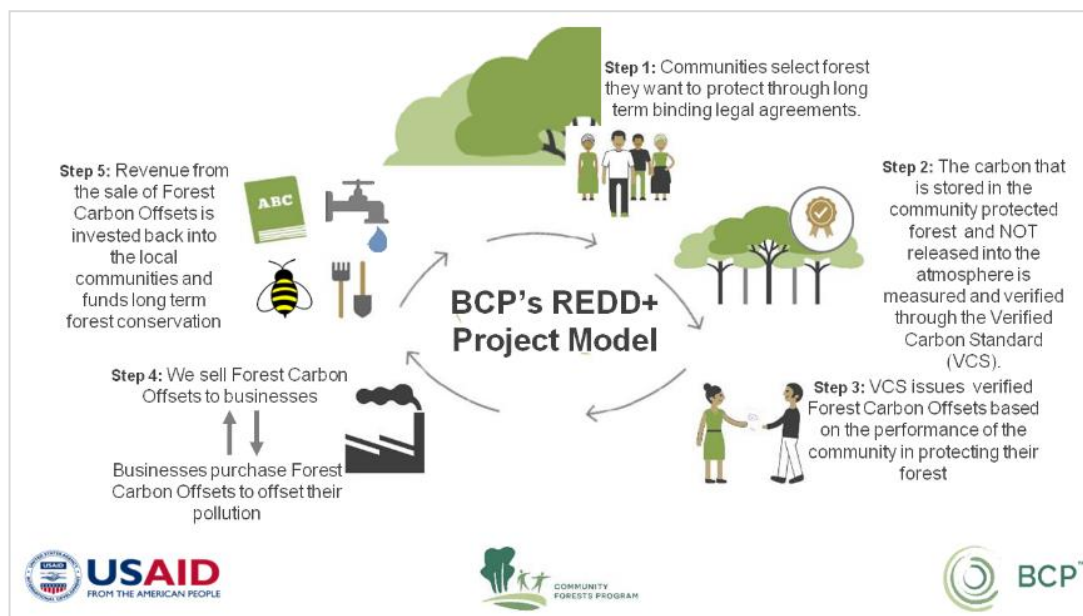 Step 1: Communities select forest
they want to protect through long
term binding legal agreements.
Step 2: The carbon that
is stored in the
community protected
forest and NOT
released into the
atmosphere is
measured and verified
through the Verified
Carbon Standard
(VCS).
Step 3: VCS issues verified
Forest Carbon Offsets based
on the performance of the
community in protecting their
forest
Step 4: We sell Forest Carbon
Offsets to businesses
Businesses purchase Forest
Carbon Offsets to offset their
pollution
Step 5: Revenue from
the sale of Forest
Carbon Offsets is
invested back into
the local
communities and
funds long term
forest conservation
ABC
BCP's REDD+
Project Model
USAID
FROM THE AMERICAN PEOPLE
COMMUNITY
FORESTS PROGRAM
BCP™